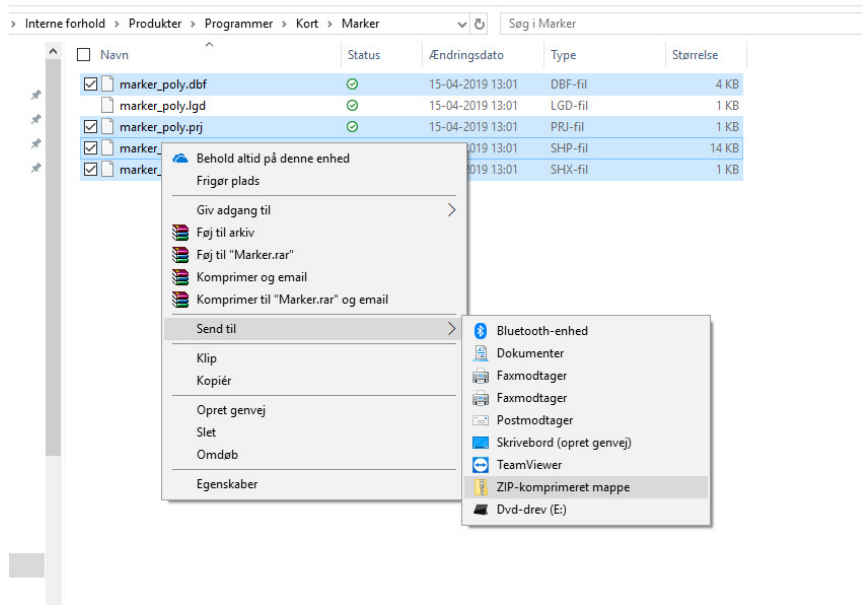 > Interne forhold > Produkter > Programmer > Kort > Marker
Søg i Marker
Navn Status Ændringsdato Type Størrelse
marker_poly.dbf 15-04-2019 13:01 DBF-fil 4 KB
marker_poly.lgd 15-04-2019 13:01 LGD-fil 1 KB
marker_poly.prj 15-04-2019 13:01 PRJ-fil 1 KB
marker_ 019 13:01 SHP-fil 14 KB
marker_ 019 13:01 SHX-fil 1 KB
Behold altid på denne enhed
Frigør plads
Giv adgang til
Føj til arkiv
Føj til "Marker.rar"
Komprimer og email
Komprimer til "Marker.rar" og email
Send til
Klip
Kopiér
Opret genvej
Slet
Omdøb
Egenskaber
Bluetooth-enhed
Dokumenter
Faxmodtager
Faxmodtager
Postmodtager
Skrivebord (opret genvej)
TeamViewer
ZIP-komprimeret mappe
Dvd-drev (E:)